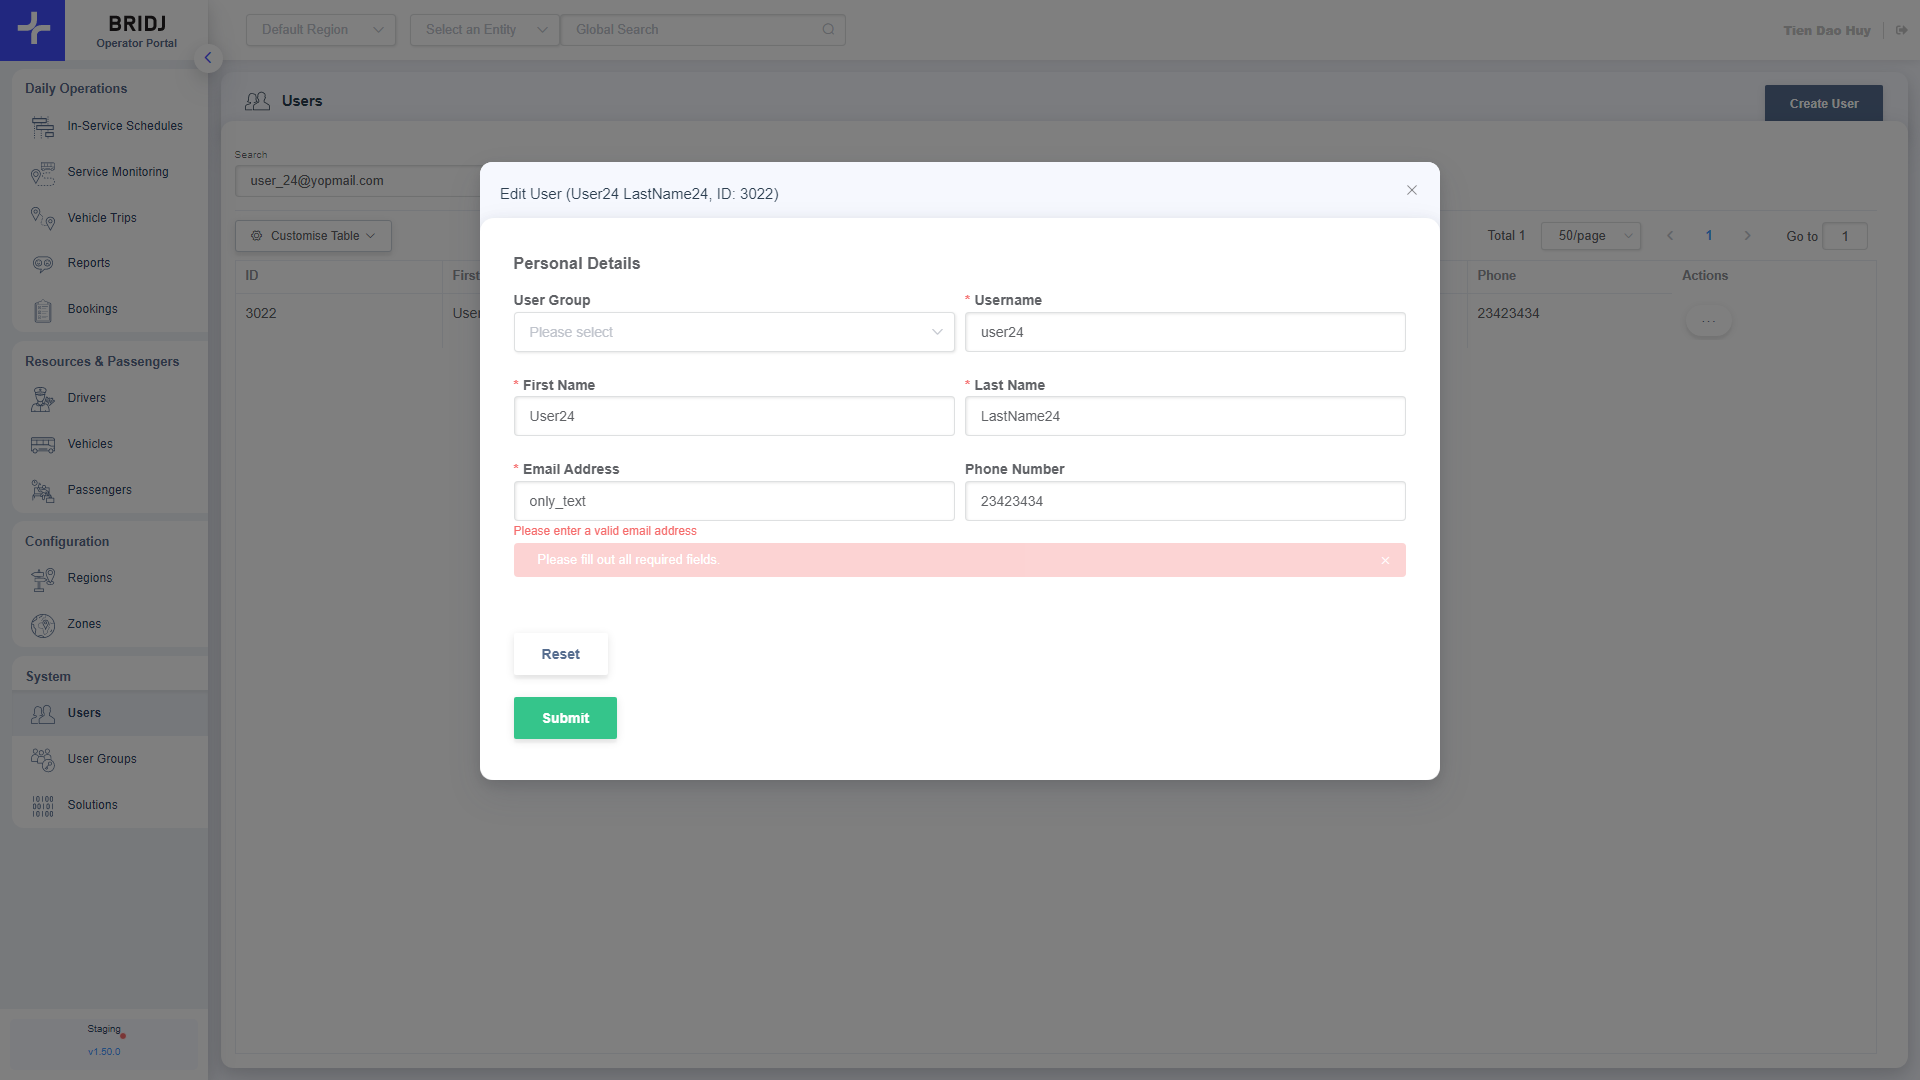 BRIDJ
Operator Portal
Default Region
Select an Entity
Global Search
Tien Dao Huy
Daily Operations
In-Service Schedules
Service Monitoring
Vehicle Trips
Reports
Bookings
Resources & Passengers
Drivers
Vehicles
Passengers
Configuration
Regions
Zones
System
Users
User Groups
Solutions
Staging
v1.50.0
Users
Create User
Search
user_24@yopmail.com
Customise Table
Total 1
50/page
1
Go to
1
ID
First
Phone
Actions
3022
User
23423434
Edit User (User24 LastName24, ID: 3022)
Personal Details
User Group
* Username
Please select
user24
* First Name
* Last Name
User24
LastName24
* Email Address
Phone Number
only_text
23423434
Please enter a valid email address
Please fill out all required fields.
Reset
Submit